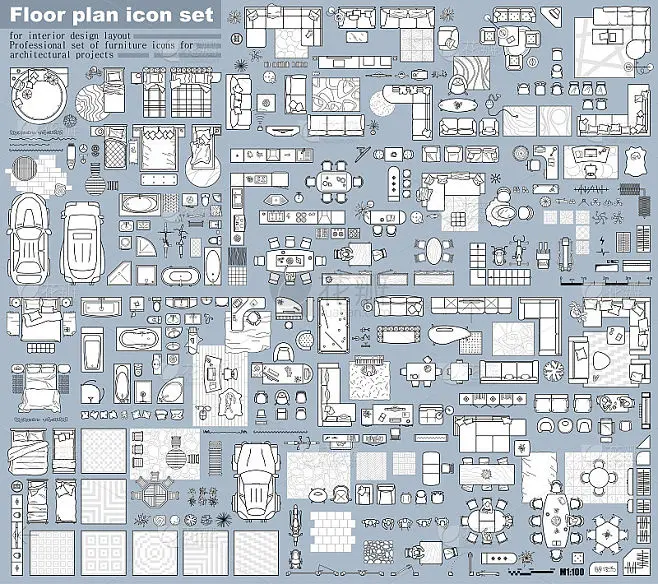 Floor plan icon set
for interior design layout
Professional set of furniture icons for
architectural projects
M1:100